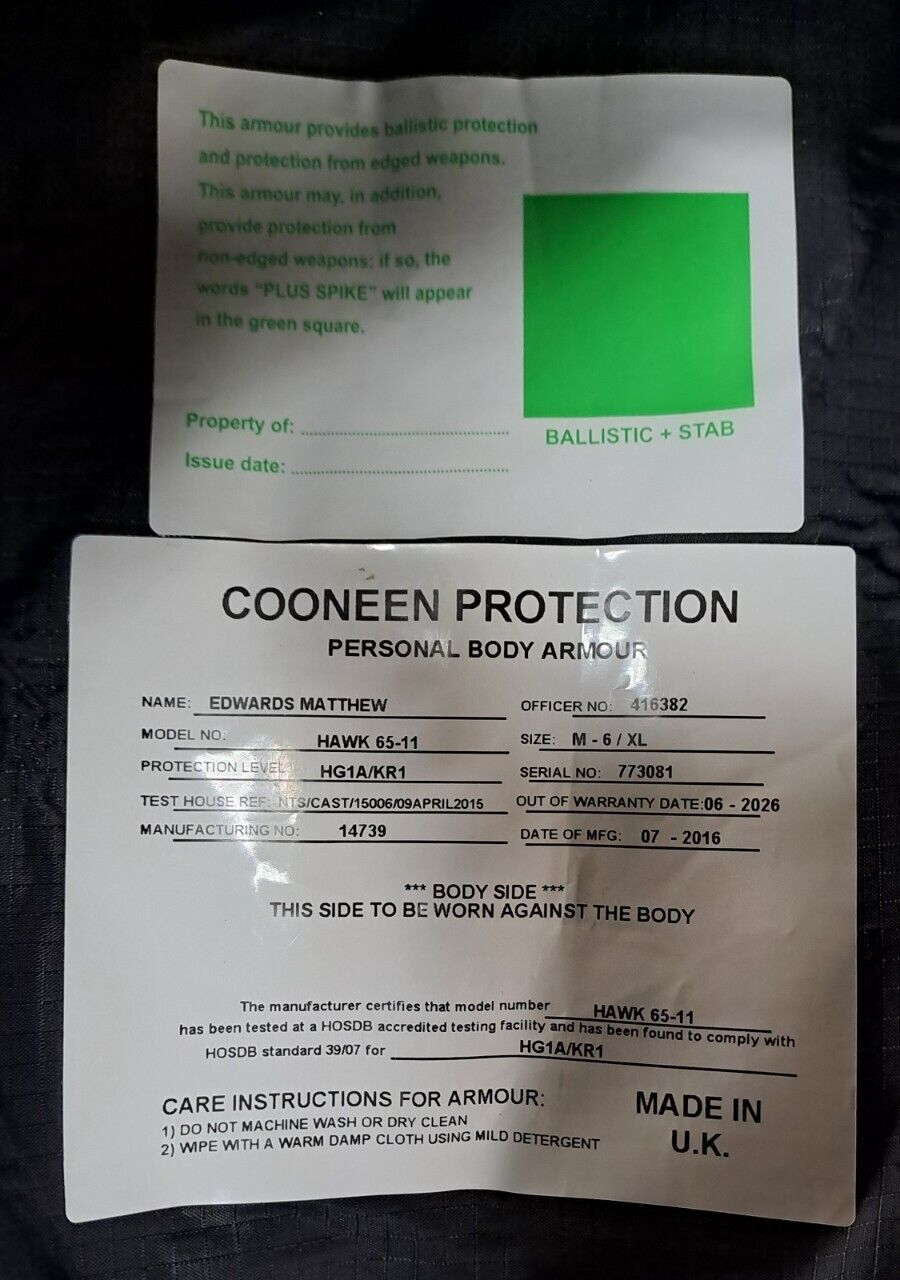 This armour provides ballistic protection
and protection from edged weapons.
This armour may, in addition,
provide protection from
non-edged weapons: if so, the
words "PLUS SPIKE" will appear
in the green square.
Property of:
Issue date:
BALLISTIC + STAB
COONEEN PROTECTION
PERSONAL BODY ARMOUR
NAME: EDWARDS MATTHEW OFFICER NO: 416382
MODEL NO: HAWK 65-11 SIZE: M - 6 / XL
PROTECTION LEVEL: HG1A/KR1 SERIAL NO: 773081
TEST HOUSE REF: NTS/CAST/15006/09APRIL2015 OUT OF WARRANTY DATE:06 - 2026
MANUFACTURING NO: 14739 DATE OF MFG: 07 - 2016
*** BODY SIDE ***
THIS SIDE TO BE WORN AGAINST THE BODY
The manufacturer certifies that model number HAWK 65-11
has been tested at a HOSDB accredited testing facility and has been found to comply with
HOSDB standard 39/07 for HG1A/KR1
CARE INSTRUCTIONS FOR ARMOUR:
1) DO NOT MACHINE WASH OR DRY CLEAN
2) WIPE WITH A WARM DAMP CLOTH USING MILD DETERGENT
MADE IN
U.K.